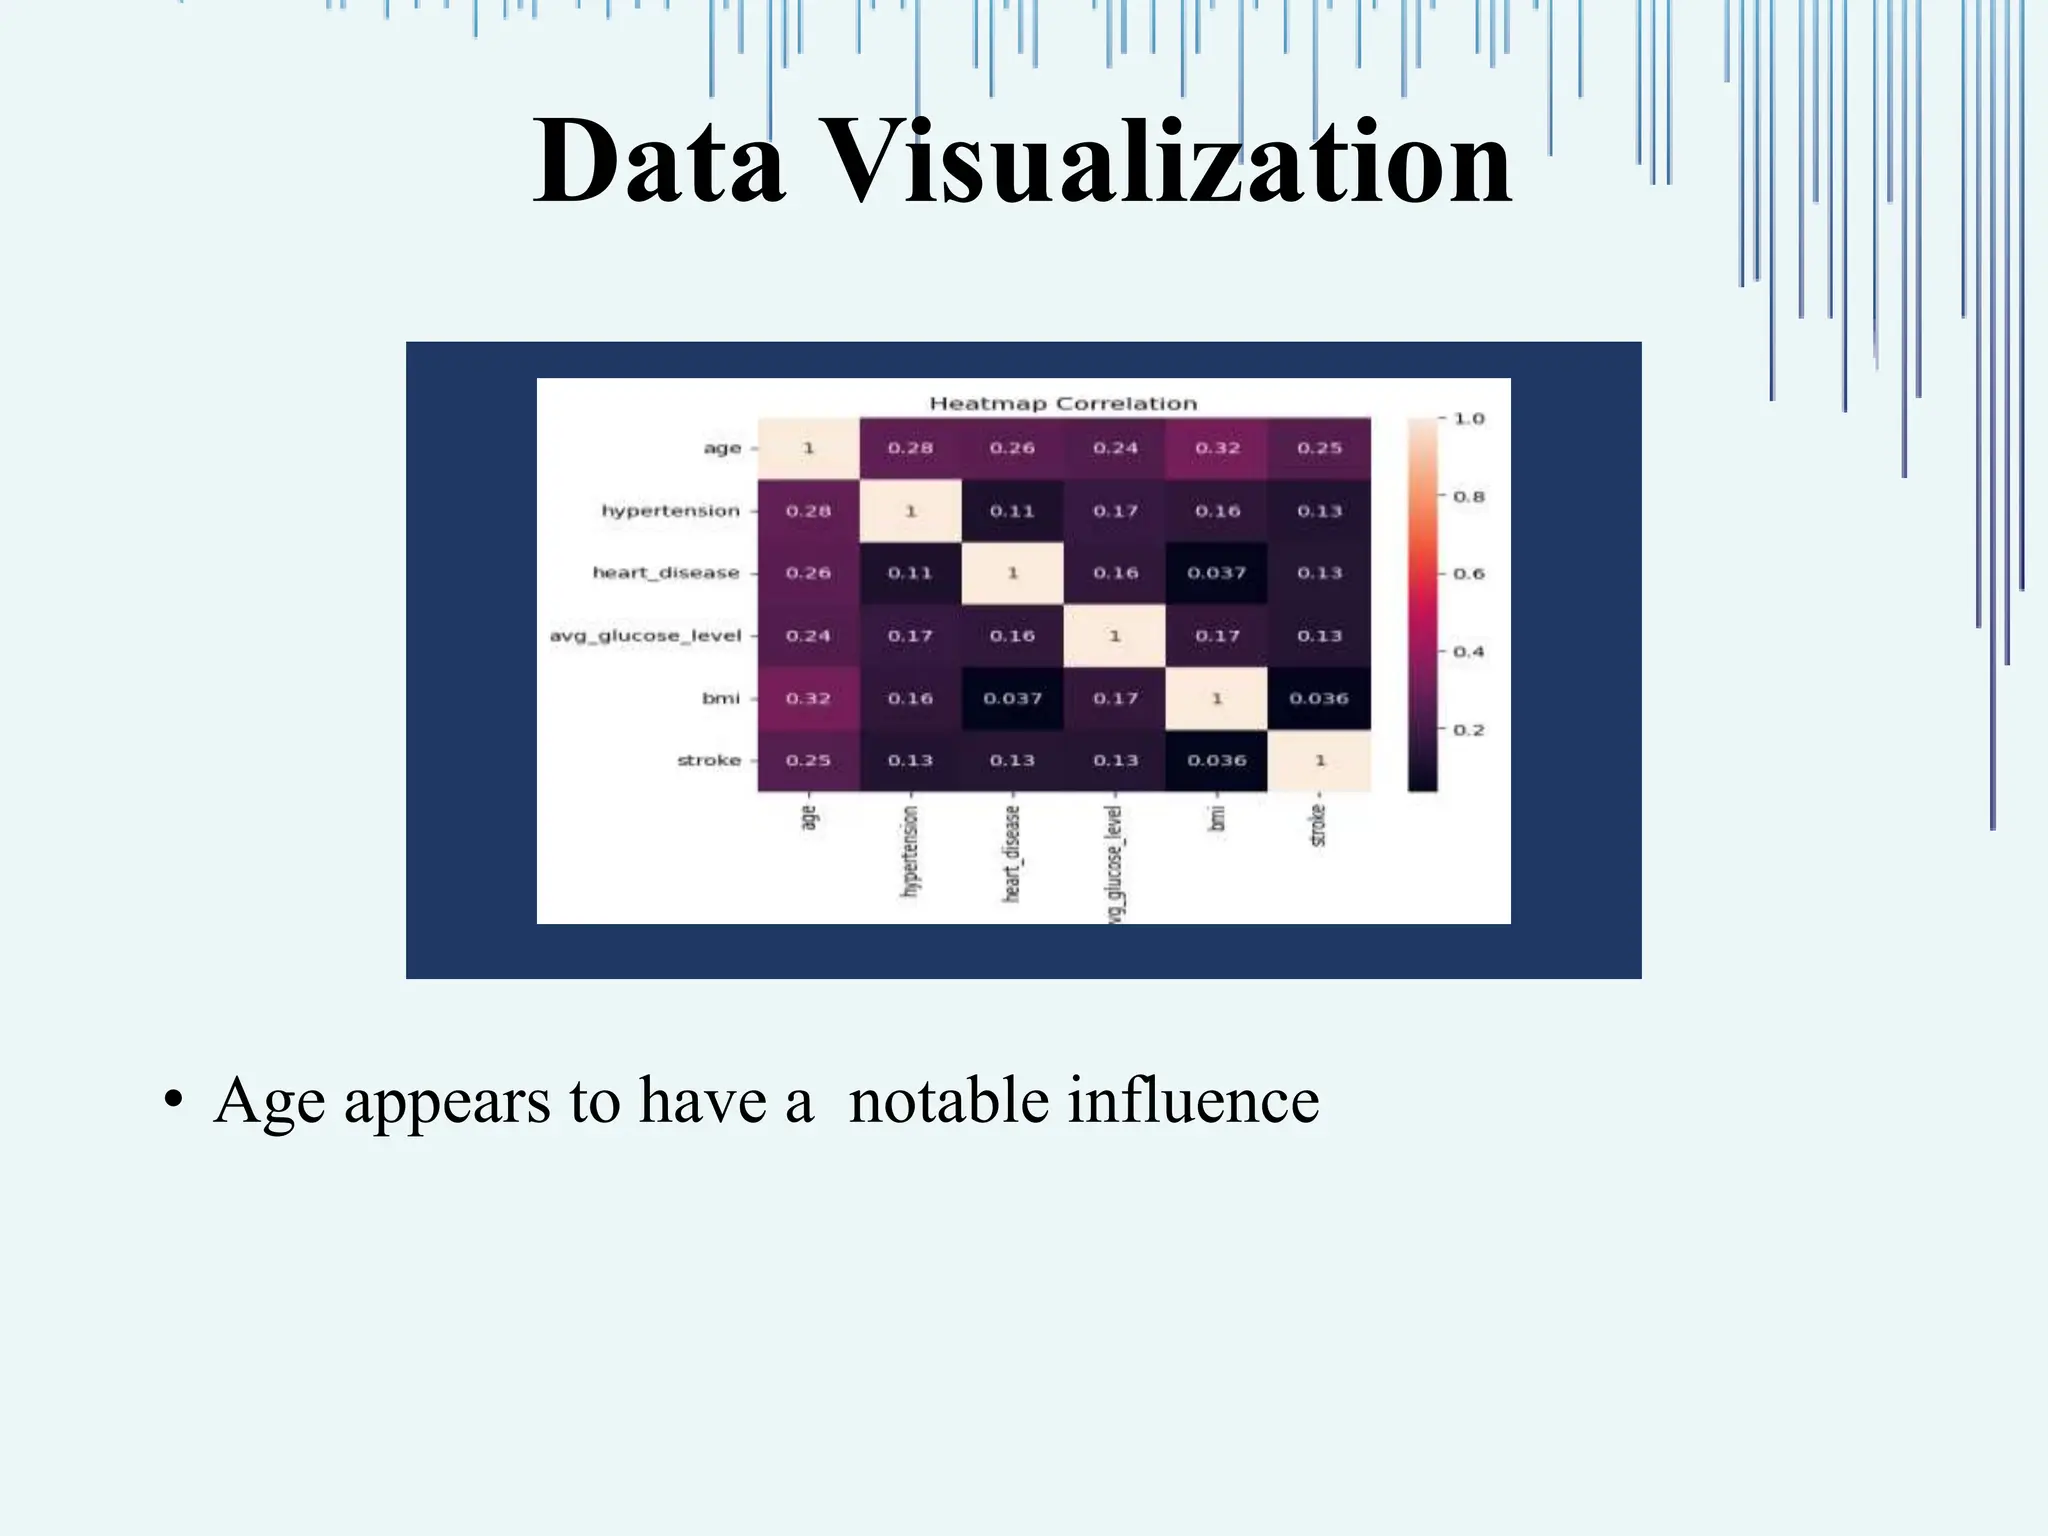 Data Visualization
Heatmap Correlation
age 1 0.28 0.26 0.24 0.32 0.25
hypertension 0.28 1 0.11 0.17 0.16 0.13
heart_disease 0.26 0.11 1 0.16 0.037 0.13
avg_glucose_level 0.24 0.17 0.16 1 0.17 0.13
bmi 0.32 0.16 0.037 0.17 1 0.036
stroke 0.25 0.13 0.13 0.13 0.036 1
age hypertension heart_disease vg_glucose_level bmi stroke
1.0
0.8
0.6
0.4
0.2
• Age appears to have a  notable influence